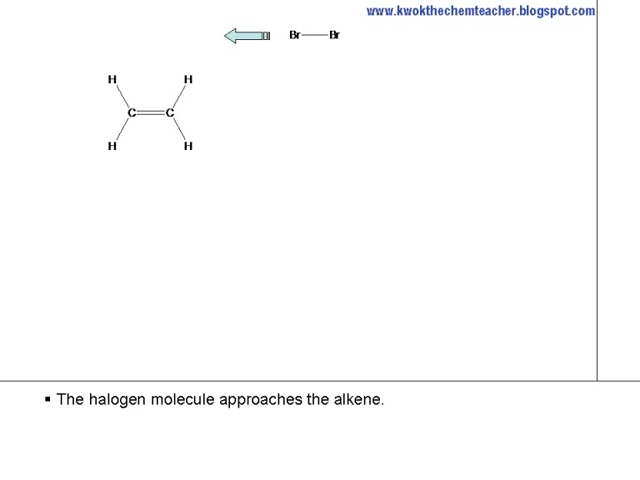 www.kwokthechemteacher.blogspot.com
Br Br
H H
C C
H H
▪ The halogen molecule approaches the alkene.